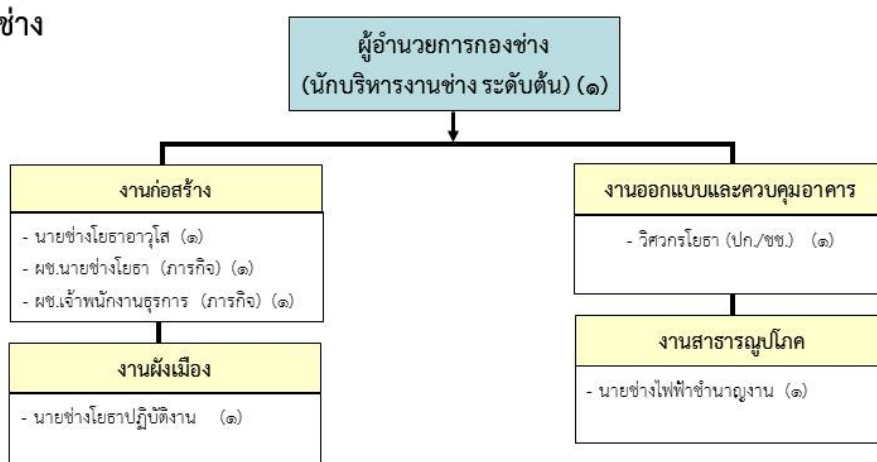 ช่าง
ผู้อำนวยการกองช่าง
(นักบริหารงานช่าง ระดับต้น) (๑)
งานก่อสร้าง
- นายช่างโยธาอาวุโส (๑)
- ผช.นายช่างโยธา (ภารกิจ) (๑)
- ผช.เจ้าพนักงานธุรการ (ภารกิจ) (๑)
งานผังเมือง
- นายช่างโยธาปฏิบัติงาน (๑)
งานออกแบบและควบคุมอาคาร
- วิศวกรโยธา (ปก./ชช.) (๑)
งานสาธารณูปโภค
- นายช่างไฟฟ้าชำนาญงาน (๑)